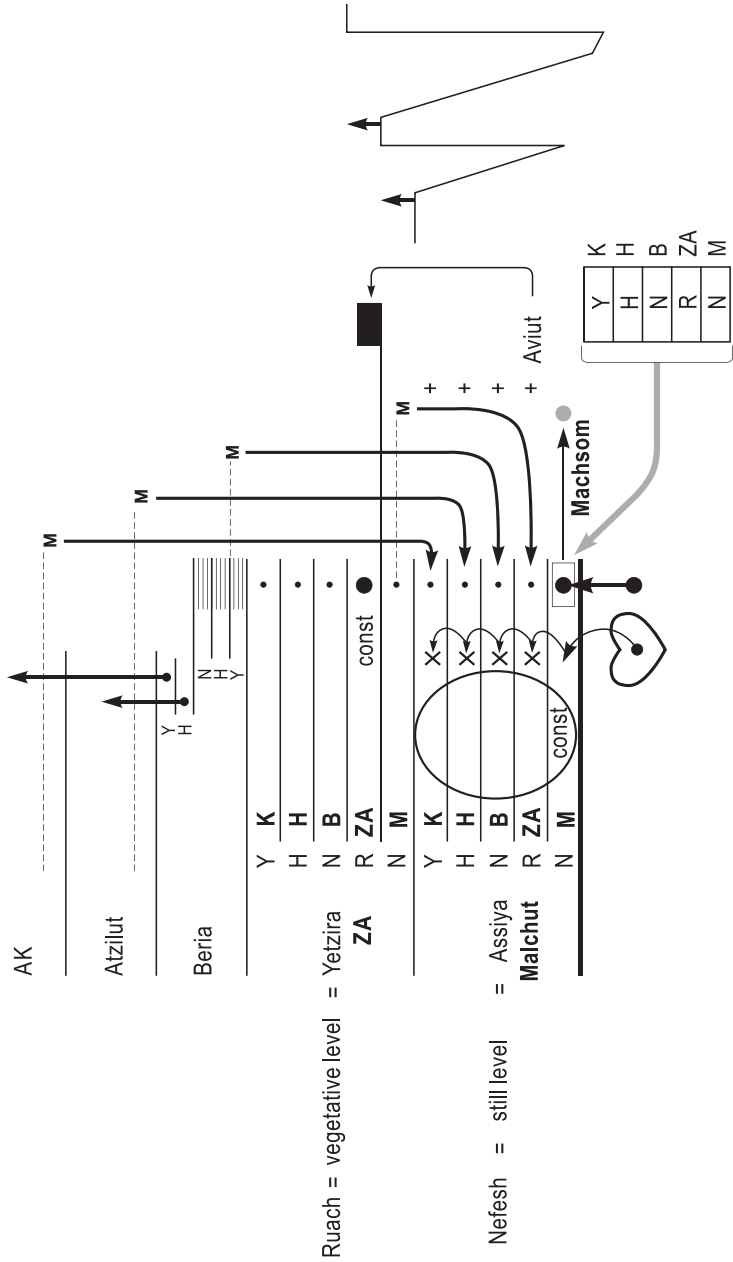 AK
M
Atzilut
M
Y
H
Beria
N
H
Y
M
Y K
H H
Ruach = vegetative level = Yetzira N B
ZA R ZA const
N M M
Y K +
H H +
Nefesh = still level = Assiya N B +
Malchut R ZA + Aviut
N M const
Machsom
Y K
H H
N B
R ZA
N M